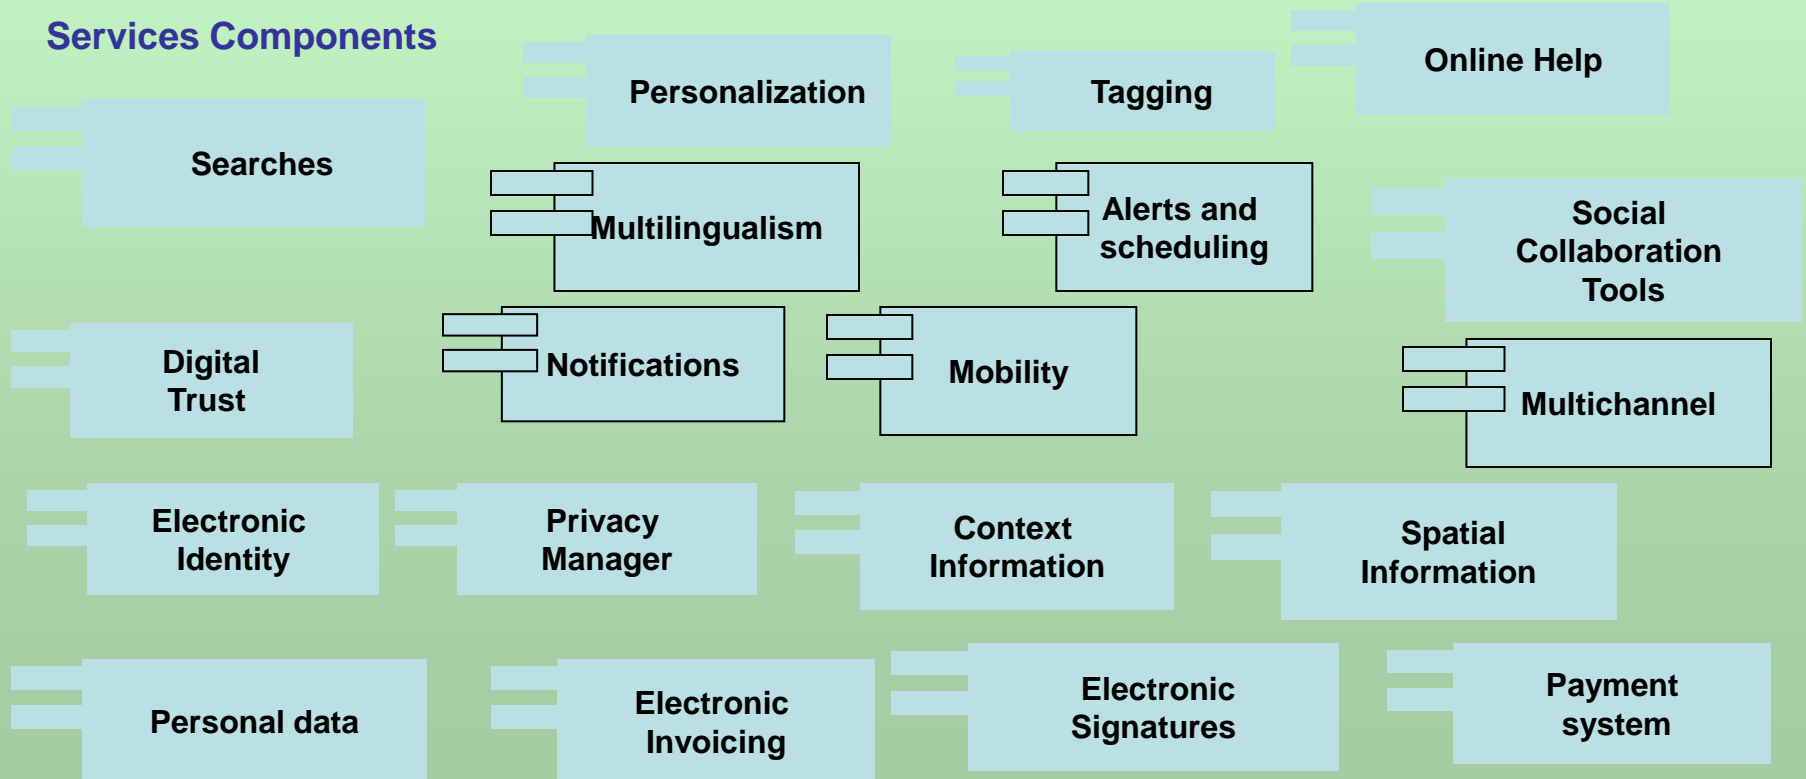 Services Components
Personalization
Tagging
Online Help
Searches
Multilingualism
Alerts and
scheduling
Social
Collaboration
Tools
Digital
Trust
Notifications
Mobility
Multichannel
Electronic
Identity
Privacy
Manager
Context
Information
Spatial
Information
Personal data
Electronic
Invoicing
Electronic
Signatures
Payment
system